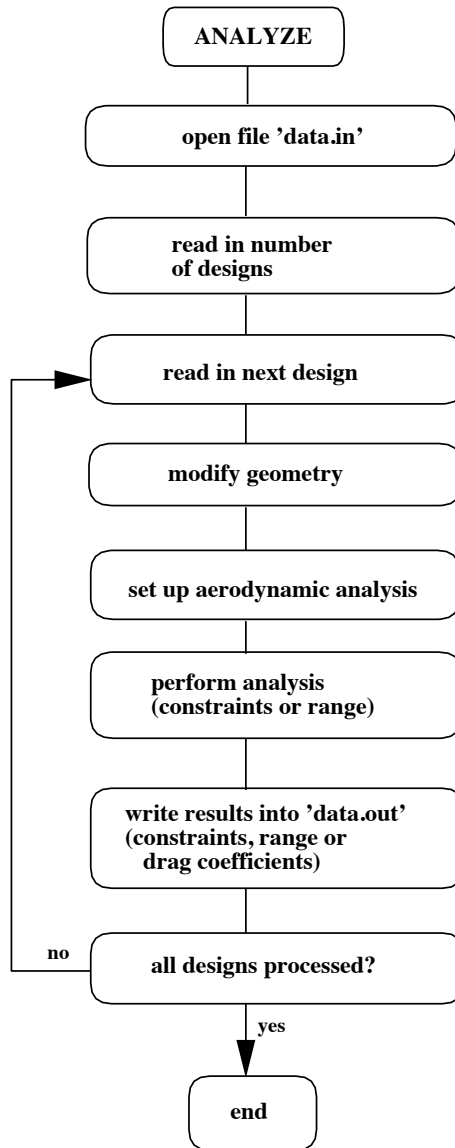 ANALYZE
open file ’data.in’
read in number
of designs
read in next design
modify geometry
set up aerodynamic analysis
perform analysis
(constraints or range)
write results into ’data.out’
(constraints, range or
drag coefficients)
no
all designs processed?
yes
end